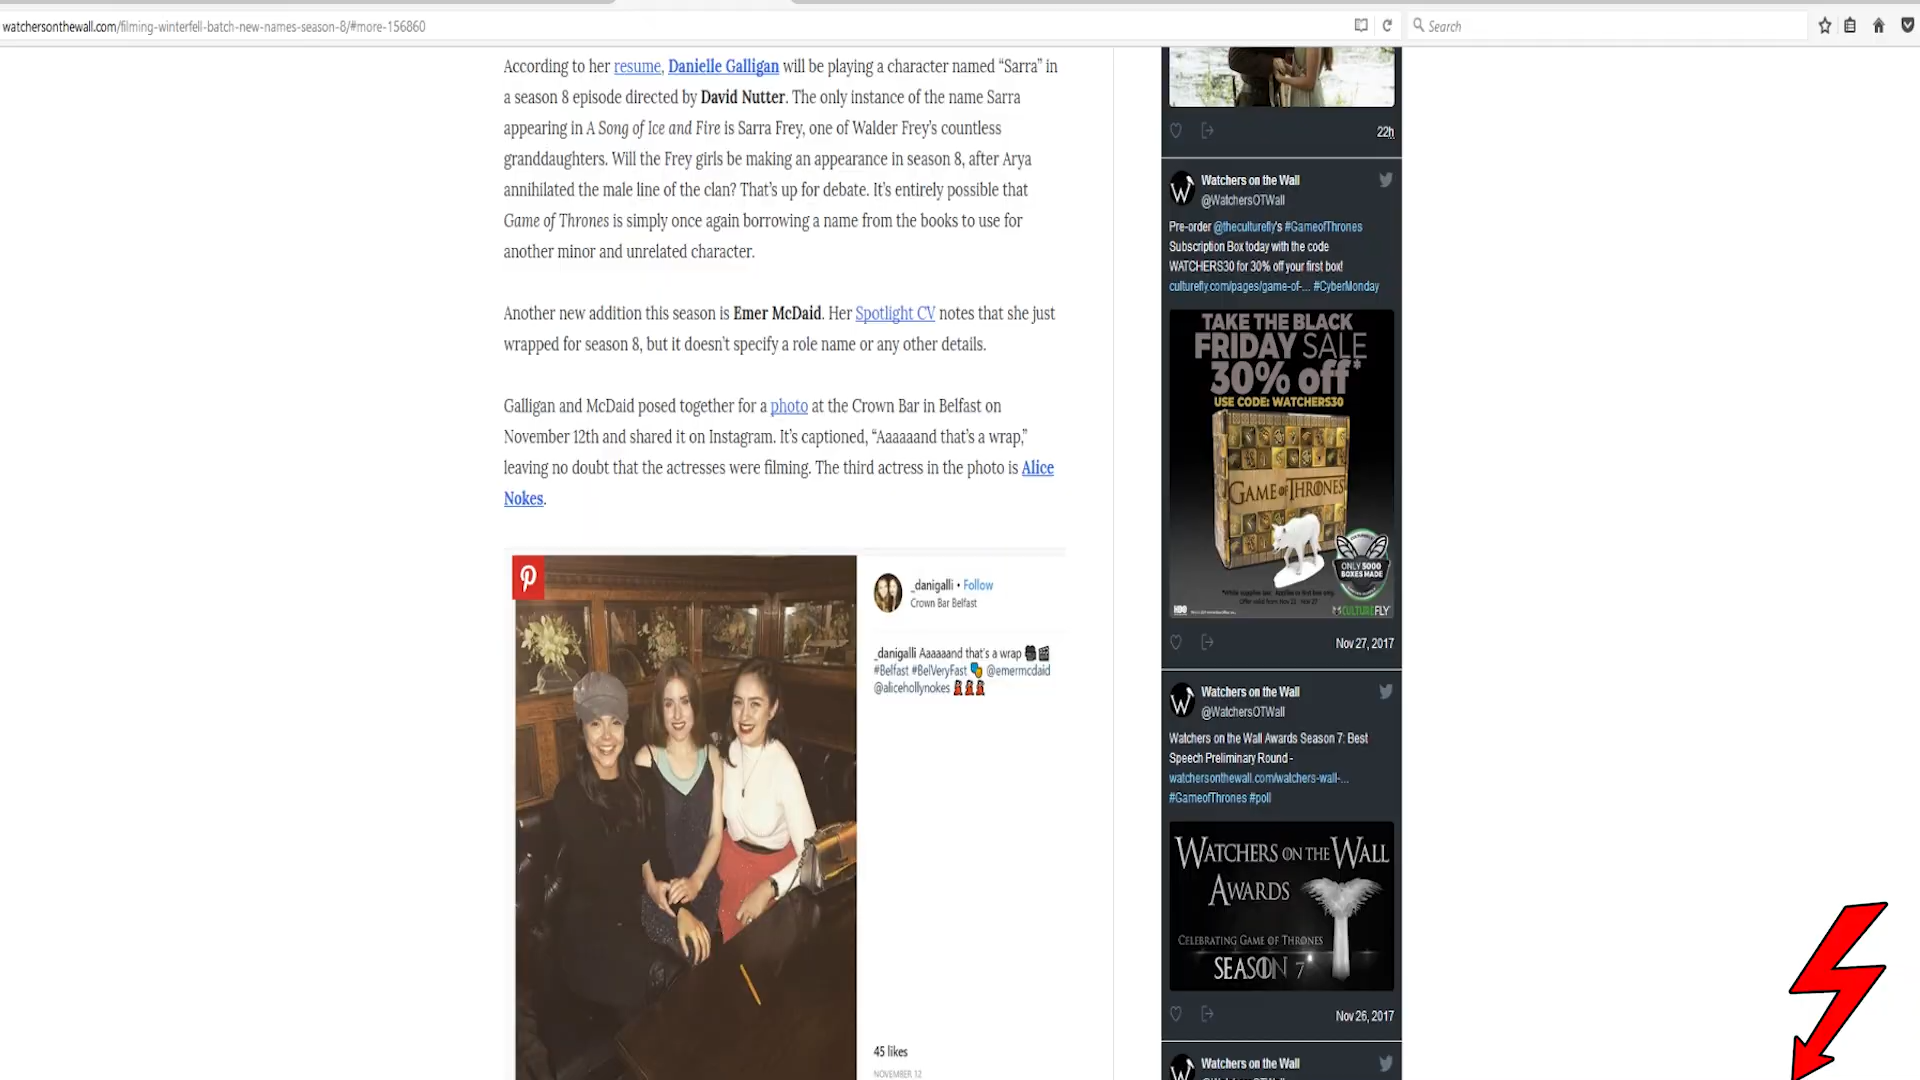 watchersonthewall.com/filming-winterfell-batch-new-names-season-8/#more-156860
Search
According to her resume, Danielle Galligan will be playing a character named “Sarra” in
a season 8 episode directed by David Nutter. The only instance of the name Sarra
appearing in A Song of Ice and Fire is Sarra Frey, one of Walder Frey’s countless
granddaughters. Will the Frey girls be making an appearance in season 8, after Arya
annihilated the male line of the clan? That’s up for debate. It’s entirely possible that
Game of Thrones is simply once again borrowing a name from the books to use for
another minor and unrelated character.
Another new addition this season is Emer McDaid. Her Spotlight CV notes that she just
wrapped for season 8, but it doesn’t specify a role name or any other details.
Galligan and McDaid posed together for a photo at the Crown Bar in Belfast on
November 12th and shared it on Instagram. It’s captioned, “Aaaaaand that’s a wrap,”
leaving no doubt that the actresses were filming. The third actress in the photo is Alice
Nokes.
_danigalli • Follow
Crown Bar Belfast
_danigalli Aaaaaand that's a wrap
#Belfast #BelVeryFast @emermcdaid
@alicehollynokes
45 likes
NOVEMBER 12
22h
Watchers on the Wall
@WatchersOTWall
Pre-order @theculturefly's #GameofThrones
Subscription Box today with the code
WATCHERS30 for 30% off your first box!
culturefly.com/pages/game-of-... #CyberMonday
TAKE THE BLACK
FRIDAY SALE
30% off*
USE CODE: WATCHERS30
GAME OF THRONES
ONLY 5000
BOXES MADE
HBO
CULTUREFLY
Nov 27, 2017
Watchers on the Wall
@WatchersOTWall
Watchers on the Wall Awards Season 7: Best
Speech Preliminary Round -
watchersonthewall.com/watchers-wall-...
#GameofThrones #poll
WATCHERS ON THE WALL
AWARDS
CELEBRATING GAME OF THRONES
SEASON 7
Nov 26, 2017
Watchers on the Wall